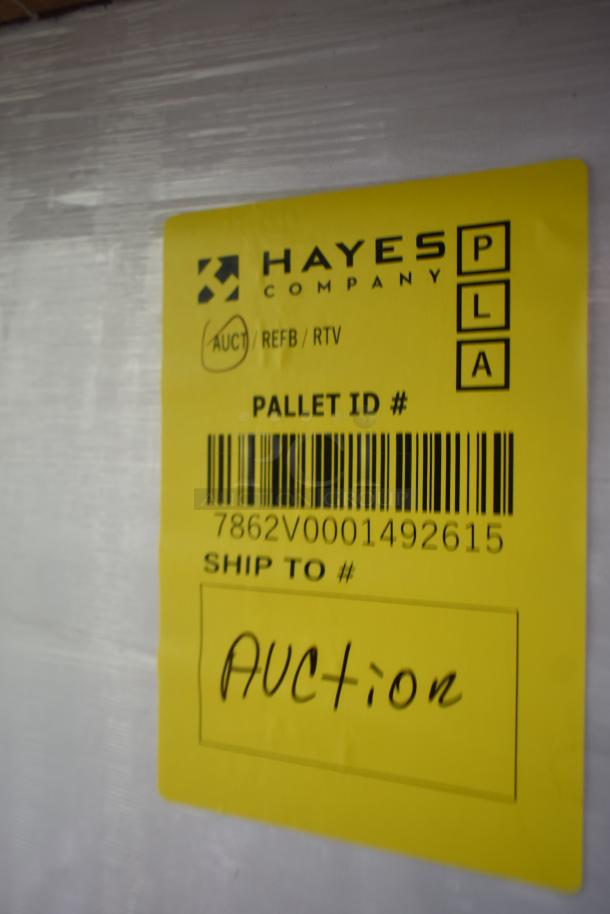 HAYES
COMPANY
P
L
A
AUCT / REFB / RTV
PALLET ID #
7862V0001492615
SHIP TO #
AUCtion